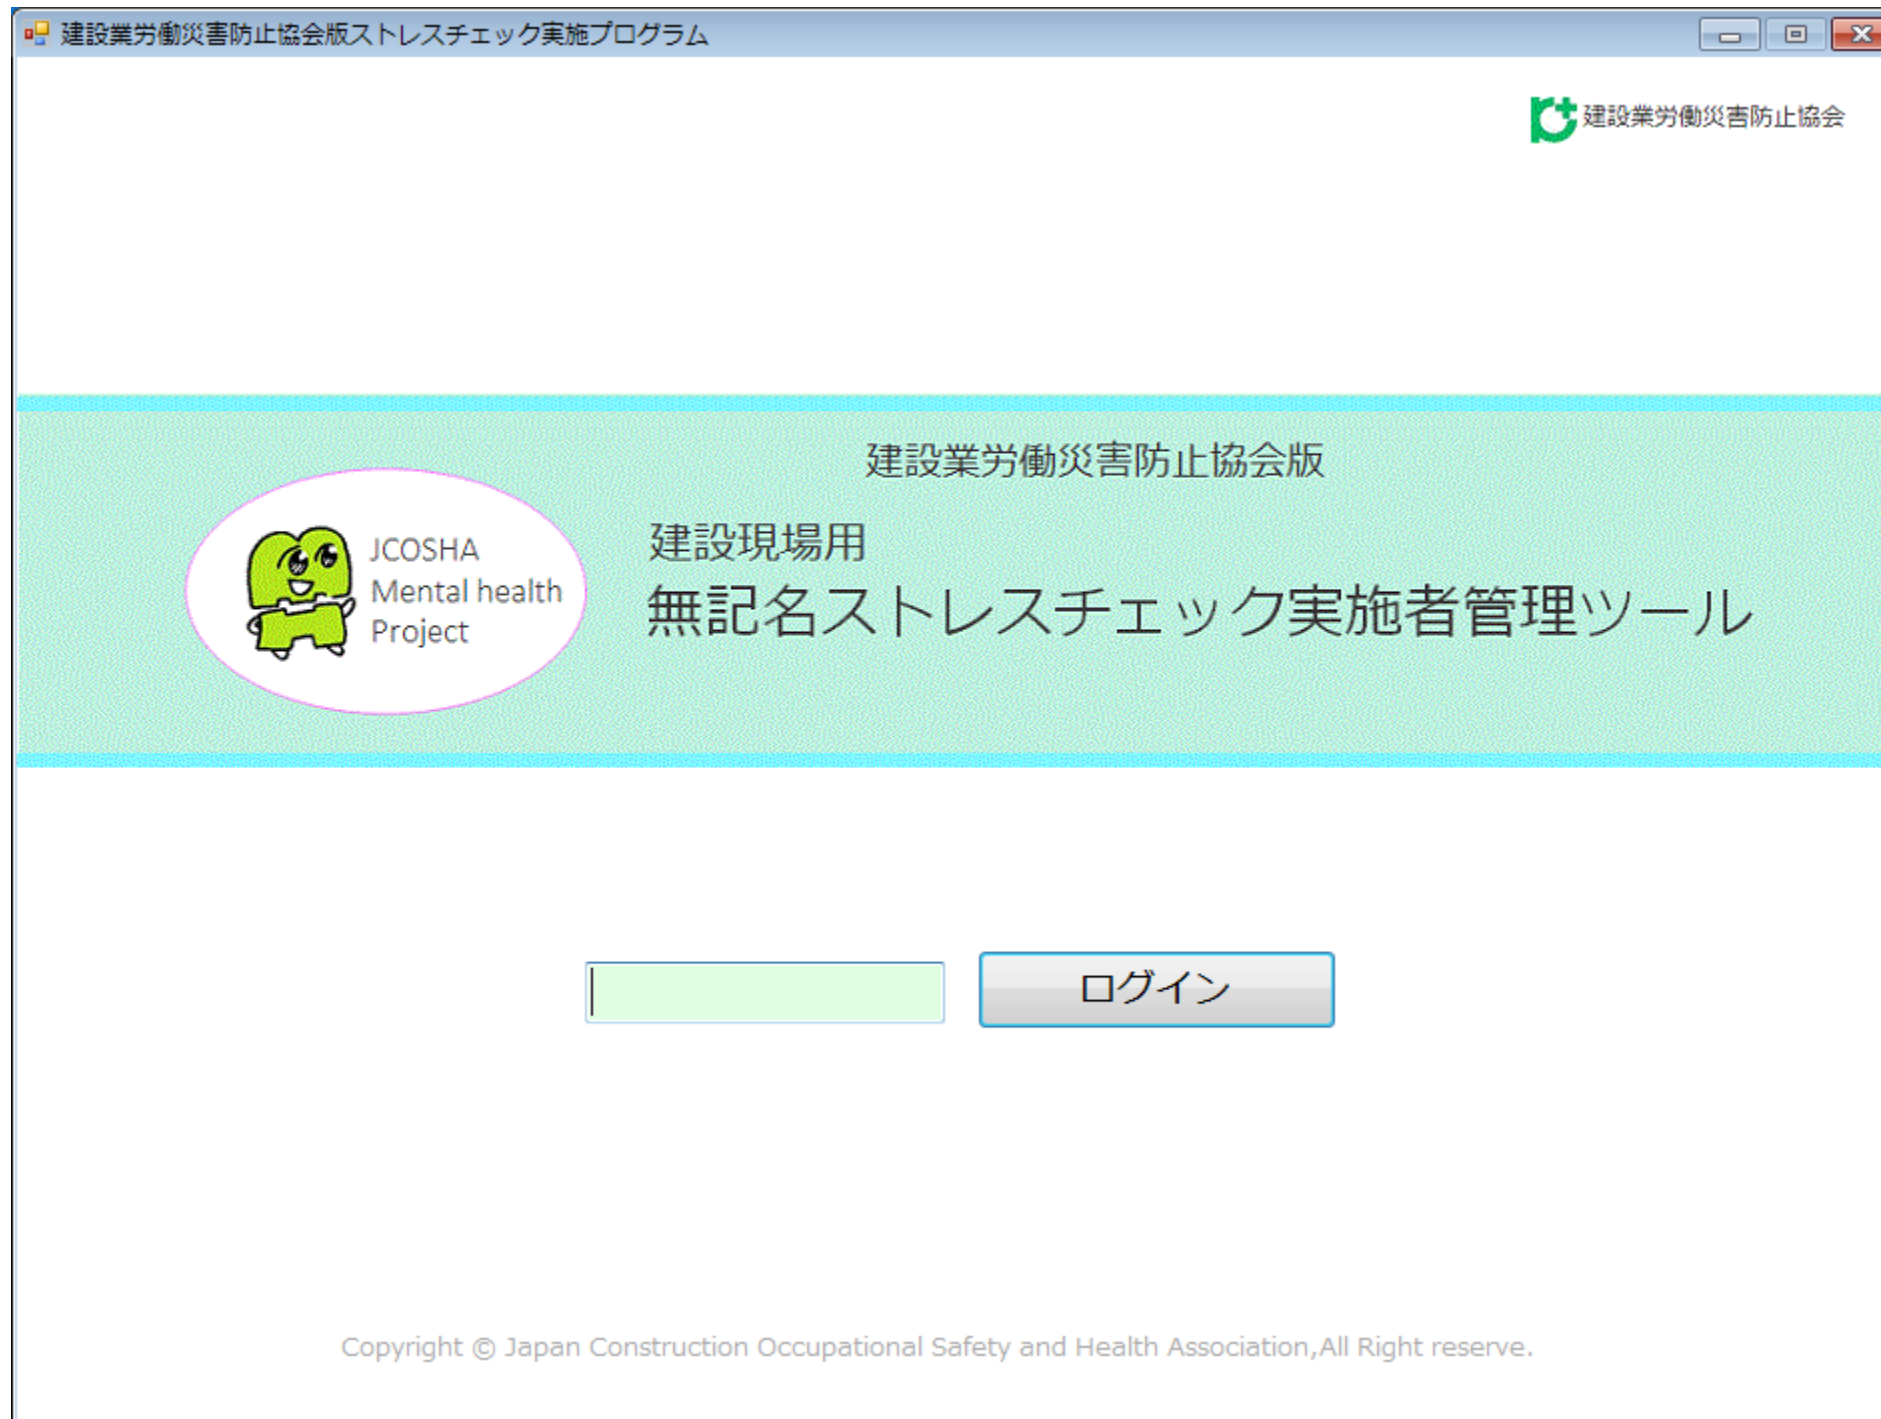 建設業労働災害防止協会版ストレスチェック実施プログラム
建設業労働災害防止協会
建設業労働災害防止協会版
JCOSHA
Mental health
Project
建設現場用
無記名ストレスチェック実施者管理ツール
ログイン
Copyright © Japan Construction Occupational Safety and Health Association,All Right reserve.